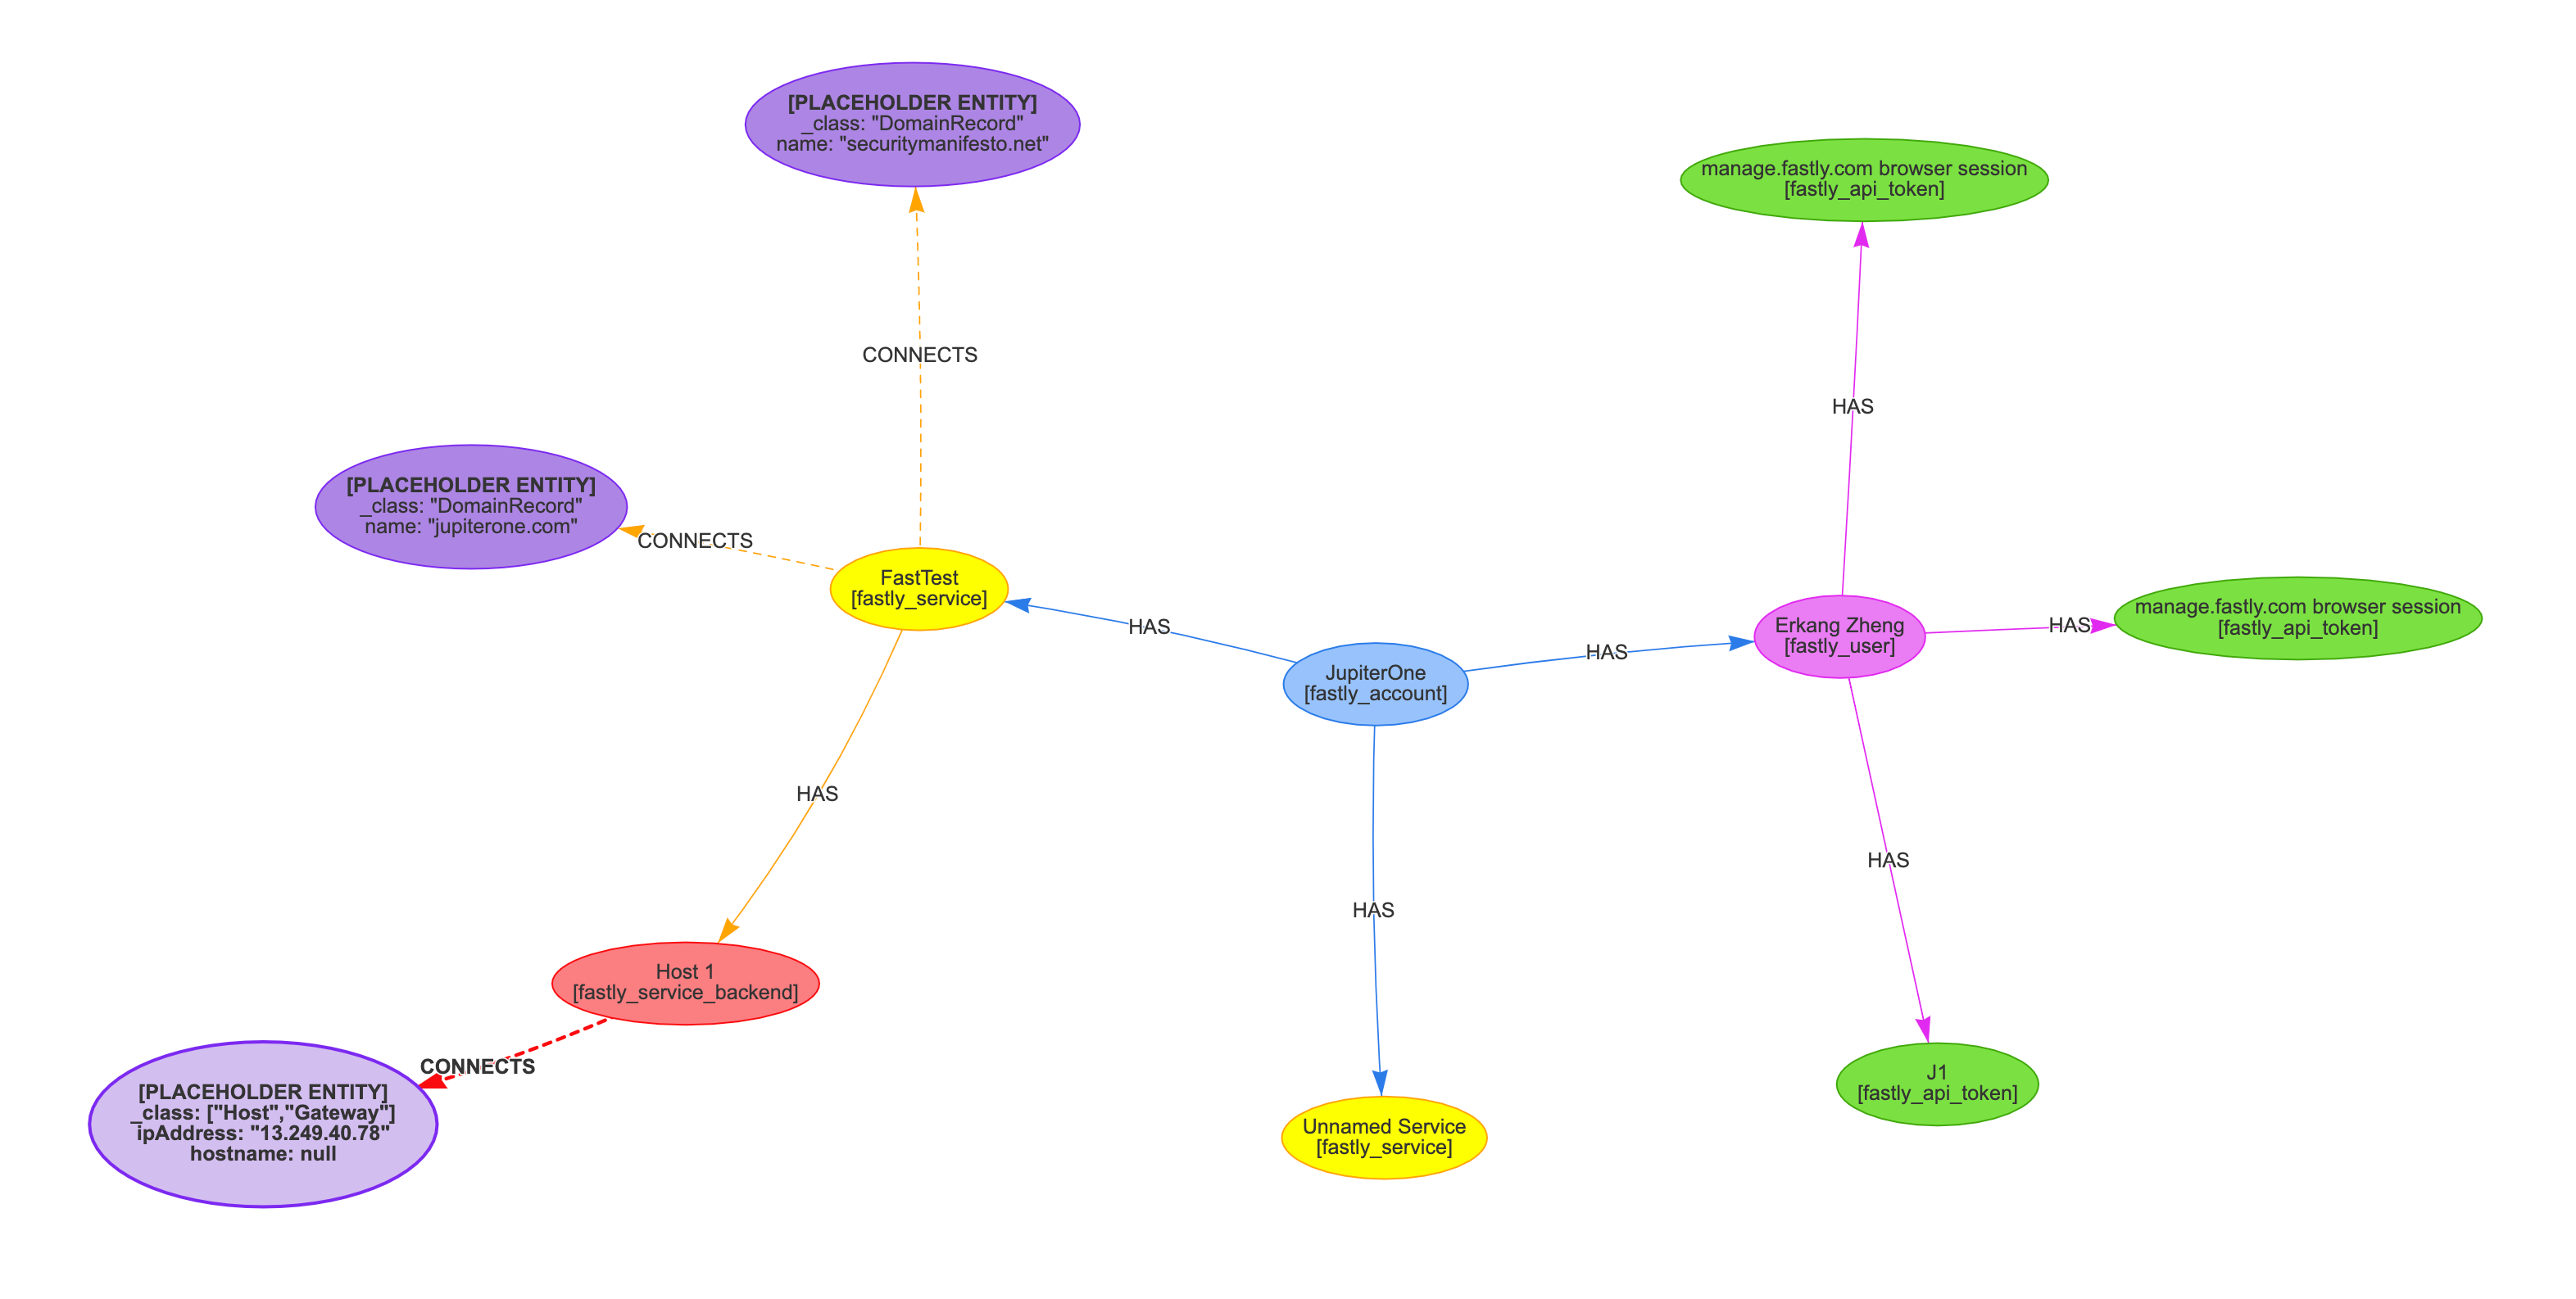 [PLACEHOLDER ENTITY]
_class: "DomainRecord"
name: "securitymanifesto.net"
manage.fastly.com browser session
[fastly_api_token]
CONNECTS
HAS
[PLACEHOLDER ENTITY]
_class: "DomainRecord"
name: "jupiterone.com"
CONNECTS
FastTest
[fastly_service]
HAS
JupiterOne
[fastly_account]
HAS
Erkang Zheng
[fastly_user]
HAS
manage.fastly.com browser session
[fastly_api_token]
HAS
HAS
HAS
Host 1
[fastly_service_backend]
CONNECTS
[PLACEHOLDER ENTITY]
_class: ["Host","Gateway"]
ipAddress: "13.249.40.78"
hostname: null
Unnamed Service
[fastly_service]
J1
[fastly_api_token]